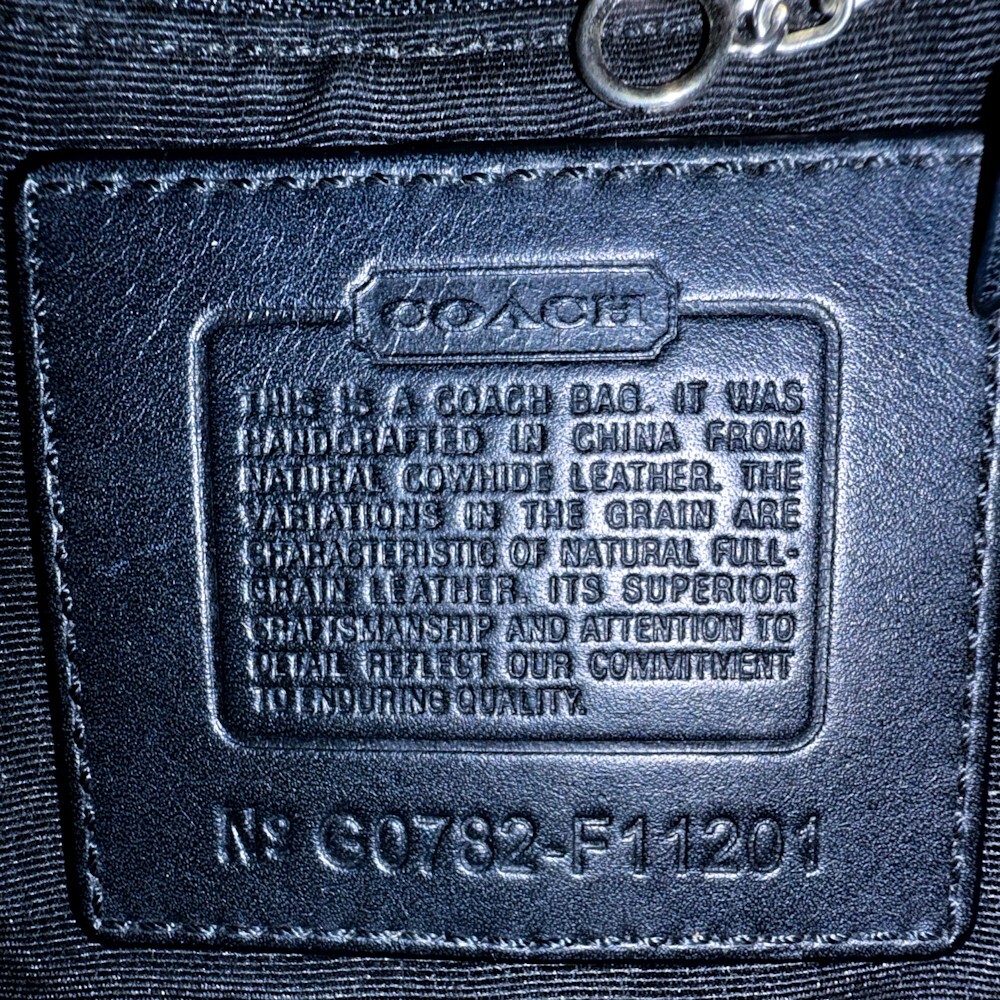 COACH
THIS IS A COACH BAG. IT WAS
HANDCRAFTED IN CHINA FROM
NATURAL COWHIDE LEATHER. THE
VARIATIONS IN THE GRAIN ARE
CHARACTERISTIC OF NATURAL FULL-
GRAIN LEATHER. ITS SUPERIOR
CRAFTSMANSHIP AND ATTENTION TO
DETAIL REFLECT OUR COMMITMENT
TO ENDURING QUALITY.
Nº G0782-F11201